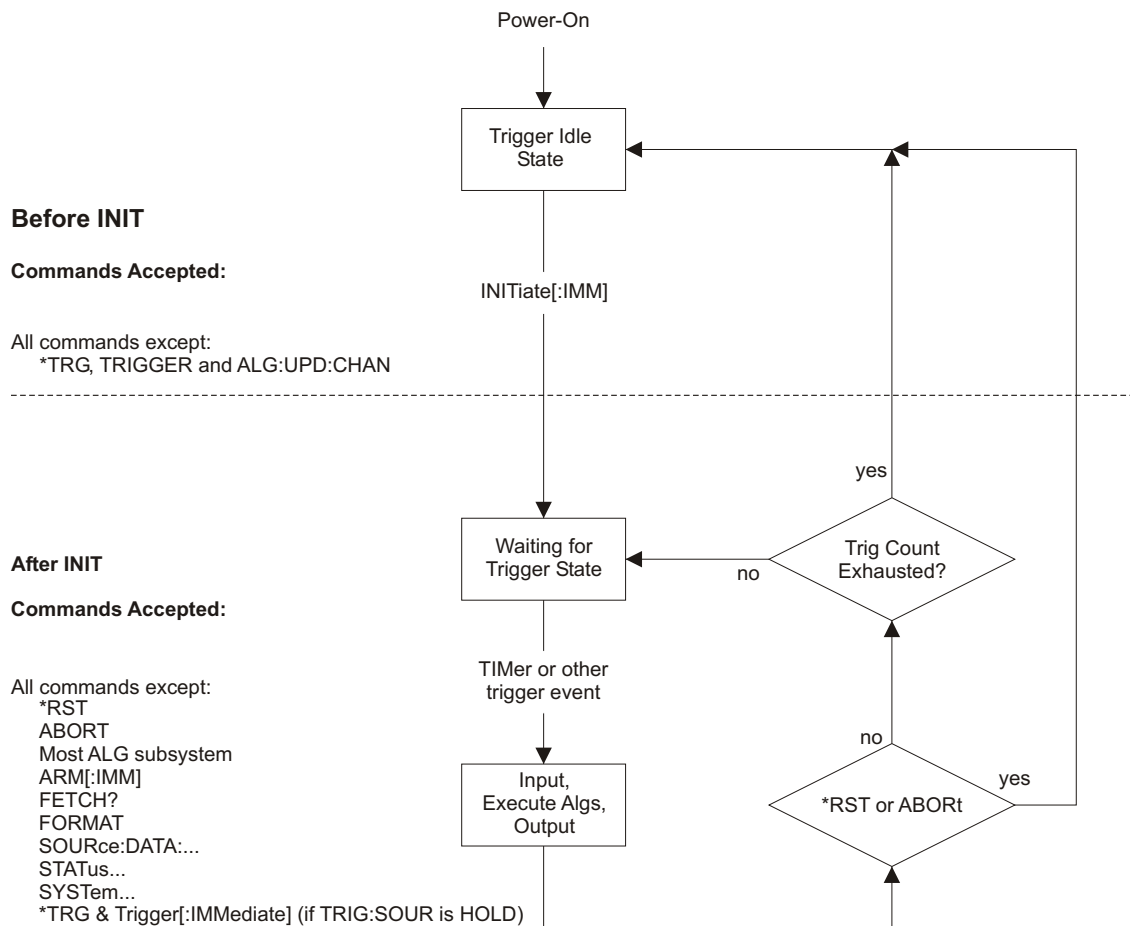 Power-On
Trigger Idle
State
Before INIT
Commands Accepted:
INITiate[:IMM]
All commands except:
*TRG, TRIGGER and ALG:UPD:CHAN
yes
Waiting for
Trigger State
Trig Count
Exhausted?
no
After INIT
Commands Accepted:
TIMer or other
trigger event
All commands except:
*RST
ABORT
Most ALG subsystem
ARM[:IMM]
FETCH?
FORMAT
SOURce:DATA:...
STATus...
SYSTem...
*TRG & Trigger[:IMMediate] (if TRIG:SOUR is HOLD)
Input,
Execute Algs,
Output
no
*RST or ABORt
yes